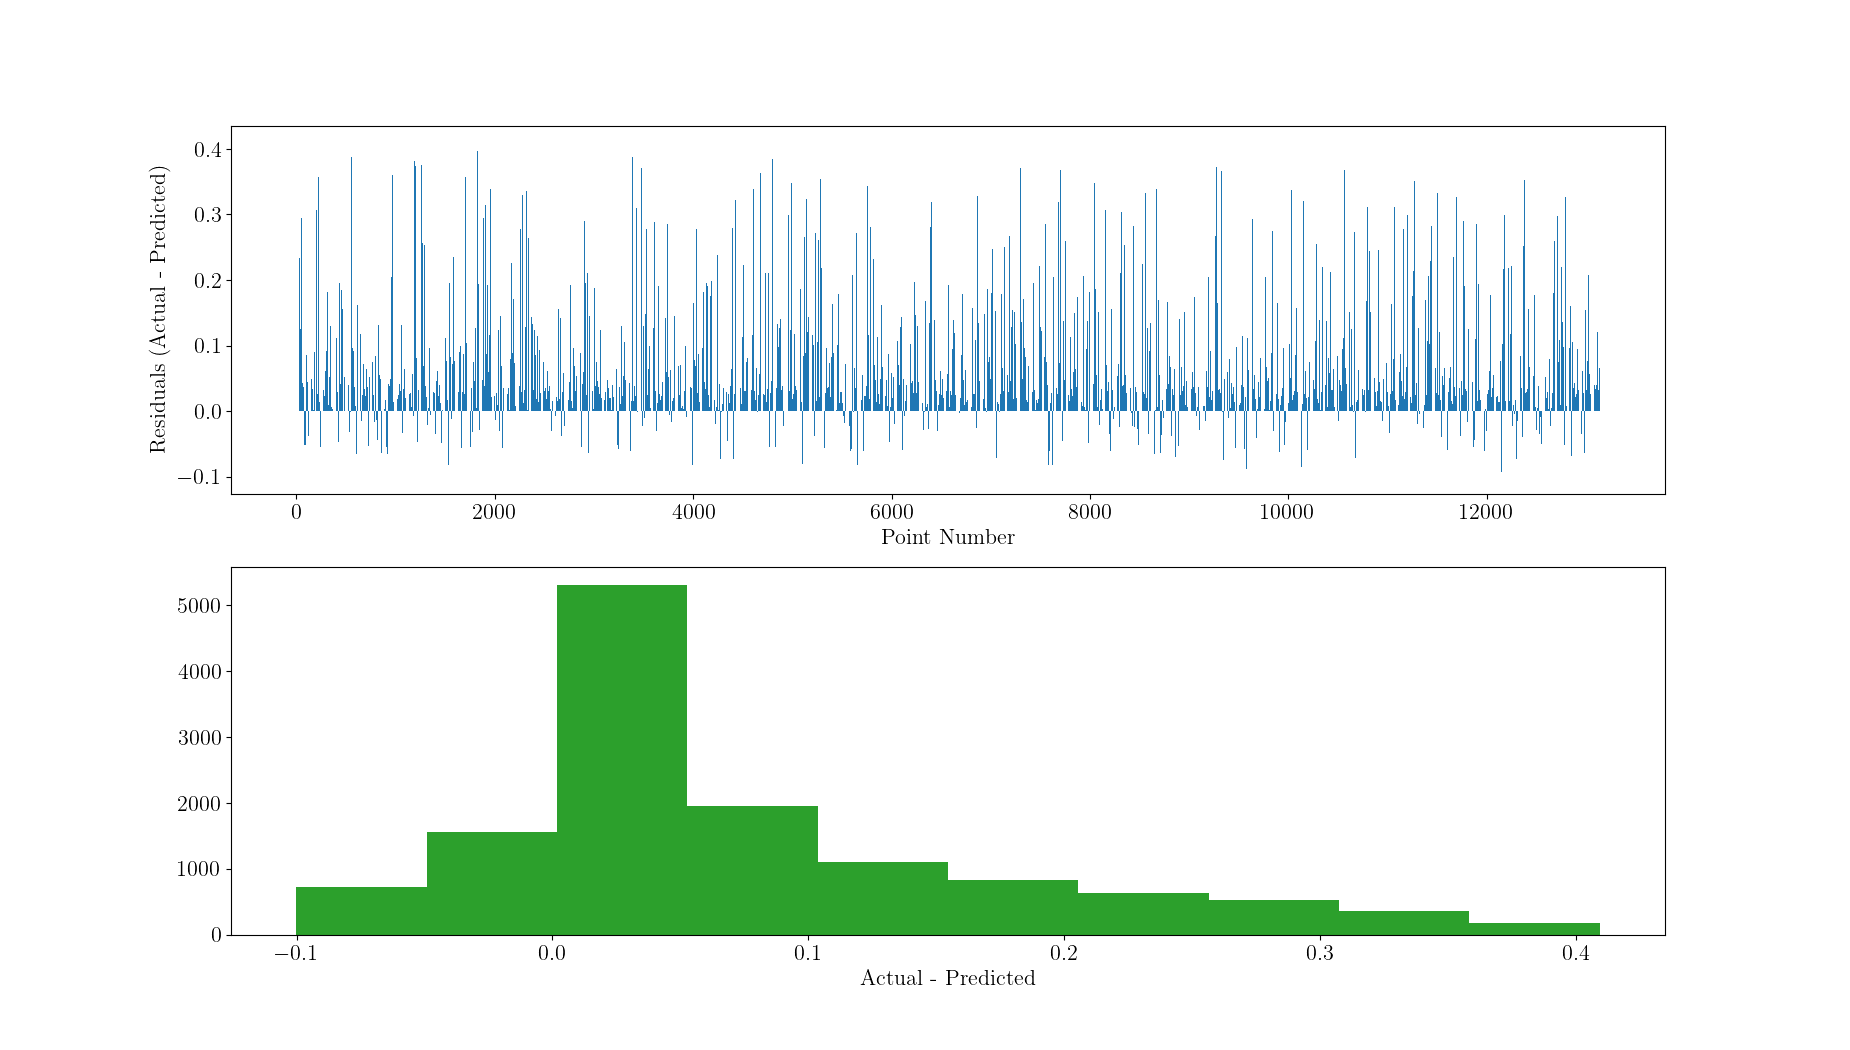 0.4
0.3
0.2
0.1
0.0
−0.1
Residuals (Actual - Predicted)
0 2000 4000 6000 8000 10000 12000
Point Number
5000
4000
3000
2000
1000
0
−0.1 0.0 0.1 0.2 0.3 0.4
Actual - Predicted